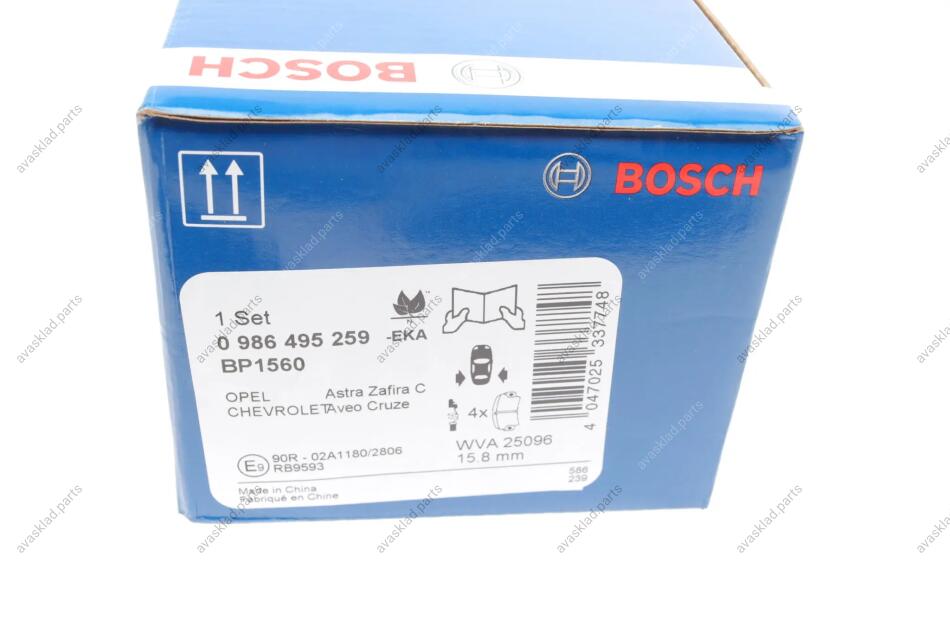 BOSCH
BOSCH
1 Set
0 986 495 259 -EKA
BP1560
OPEL Astra Zafira C
CHEVROLET Aveo Cruze
4x
E9 90R - 02A1180/2806
RB9593
WVA 25096
15.8 mm
586
239
Made in China
Fabriqué en Chine
4 047025 337748
avasklad.parts